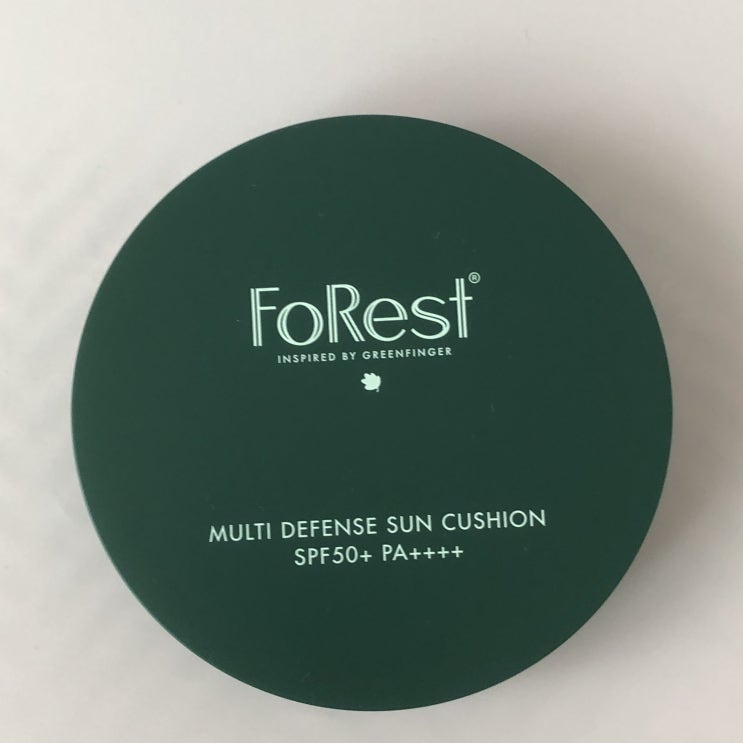 FoRest®
INSPIRED BY GREENFINGER
MULTI DEFENSE SUN CUSHION
SPF50+ PA++++